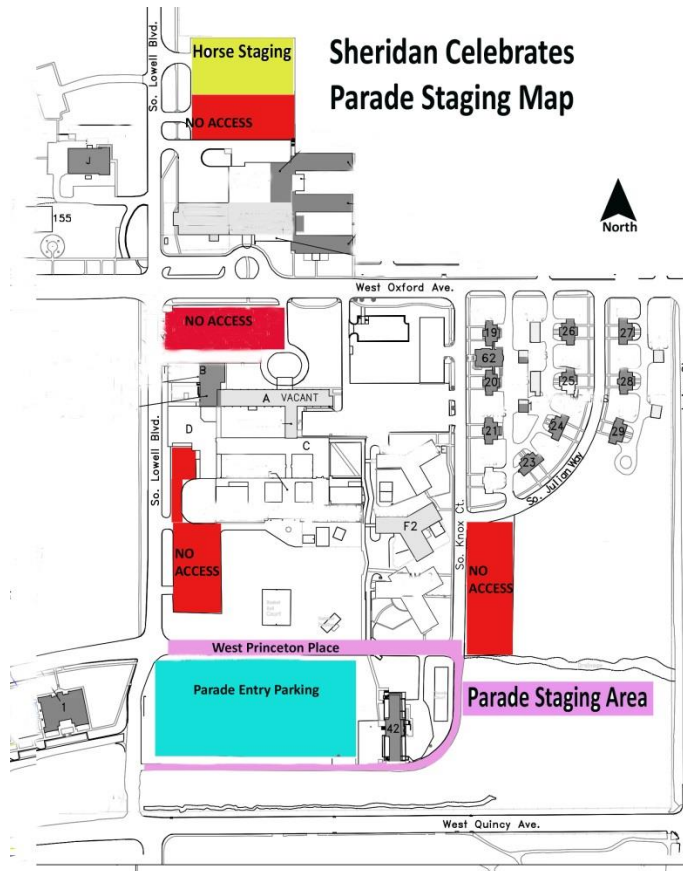 Sheridan Celebrates
Parade Staging Map
So. Lowell Blvd.
Horse Staging
NO ACCESS
J
155
North
West Oxford Ave.
NO ACCESS
19
26
27
62
B
20
25
28
A VACANT
D
21
24
29
C
23
So. Lowell Blvd.
So. Julian Way
F2
So. Knox Ct.
NO
ACCESS
NO
ACCESS
Court
West Princeton Place
Parade Entry Parking
Parade Staging Area
1
42
West Quincy Ave.